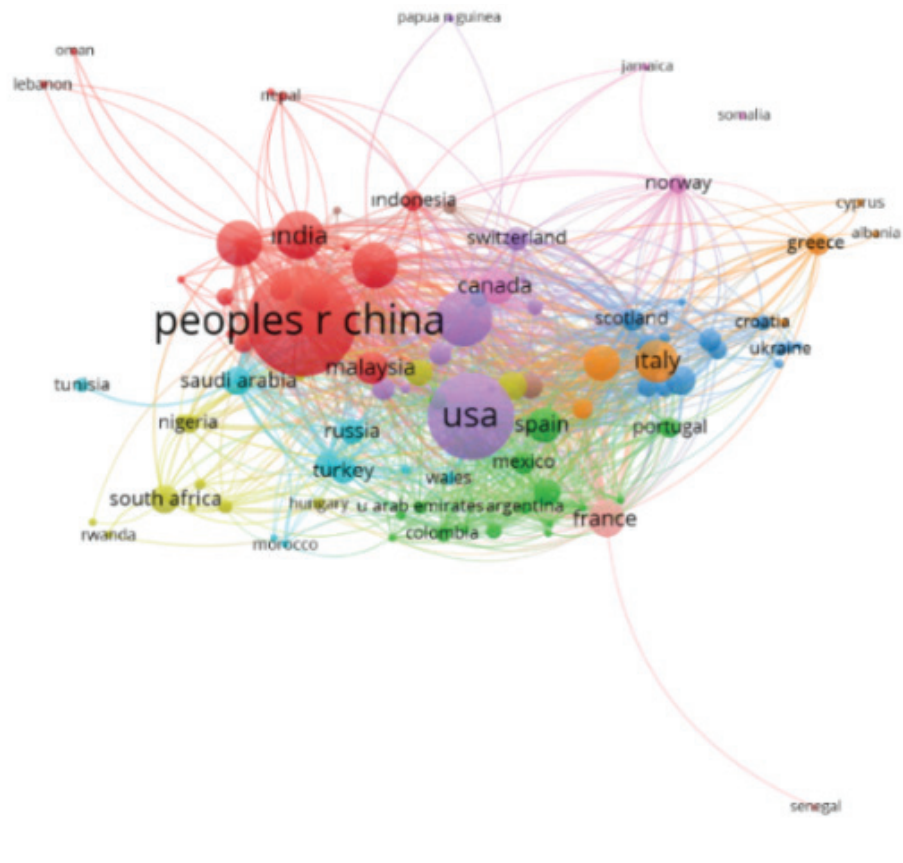 papua n guinea
oman
jamaica
lebanon
nepal
somalia
norway
indonesia
cyprus
india
switzerland
albania
greece
canada
peoples r china
scotland
croatia
ukraine
italy
malaysia
saudi arabia
tunisia
usa
nigeria
spain
portugal
russia
mexico
turkey
wales
south africa
hungary
u arab emirates
argentina
france
rwanda
colombia
morocco
senegal